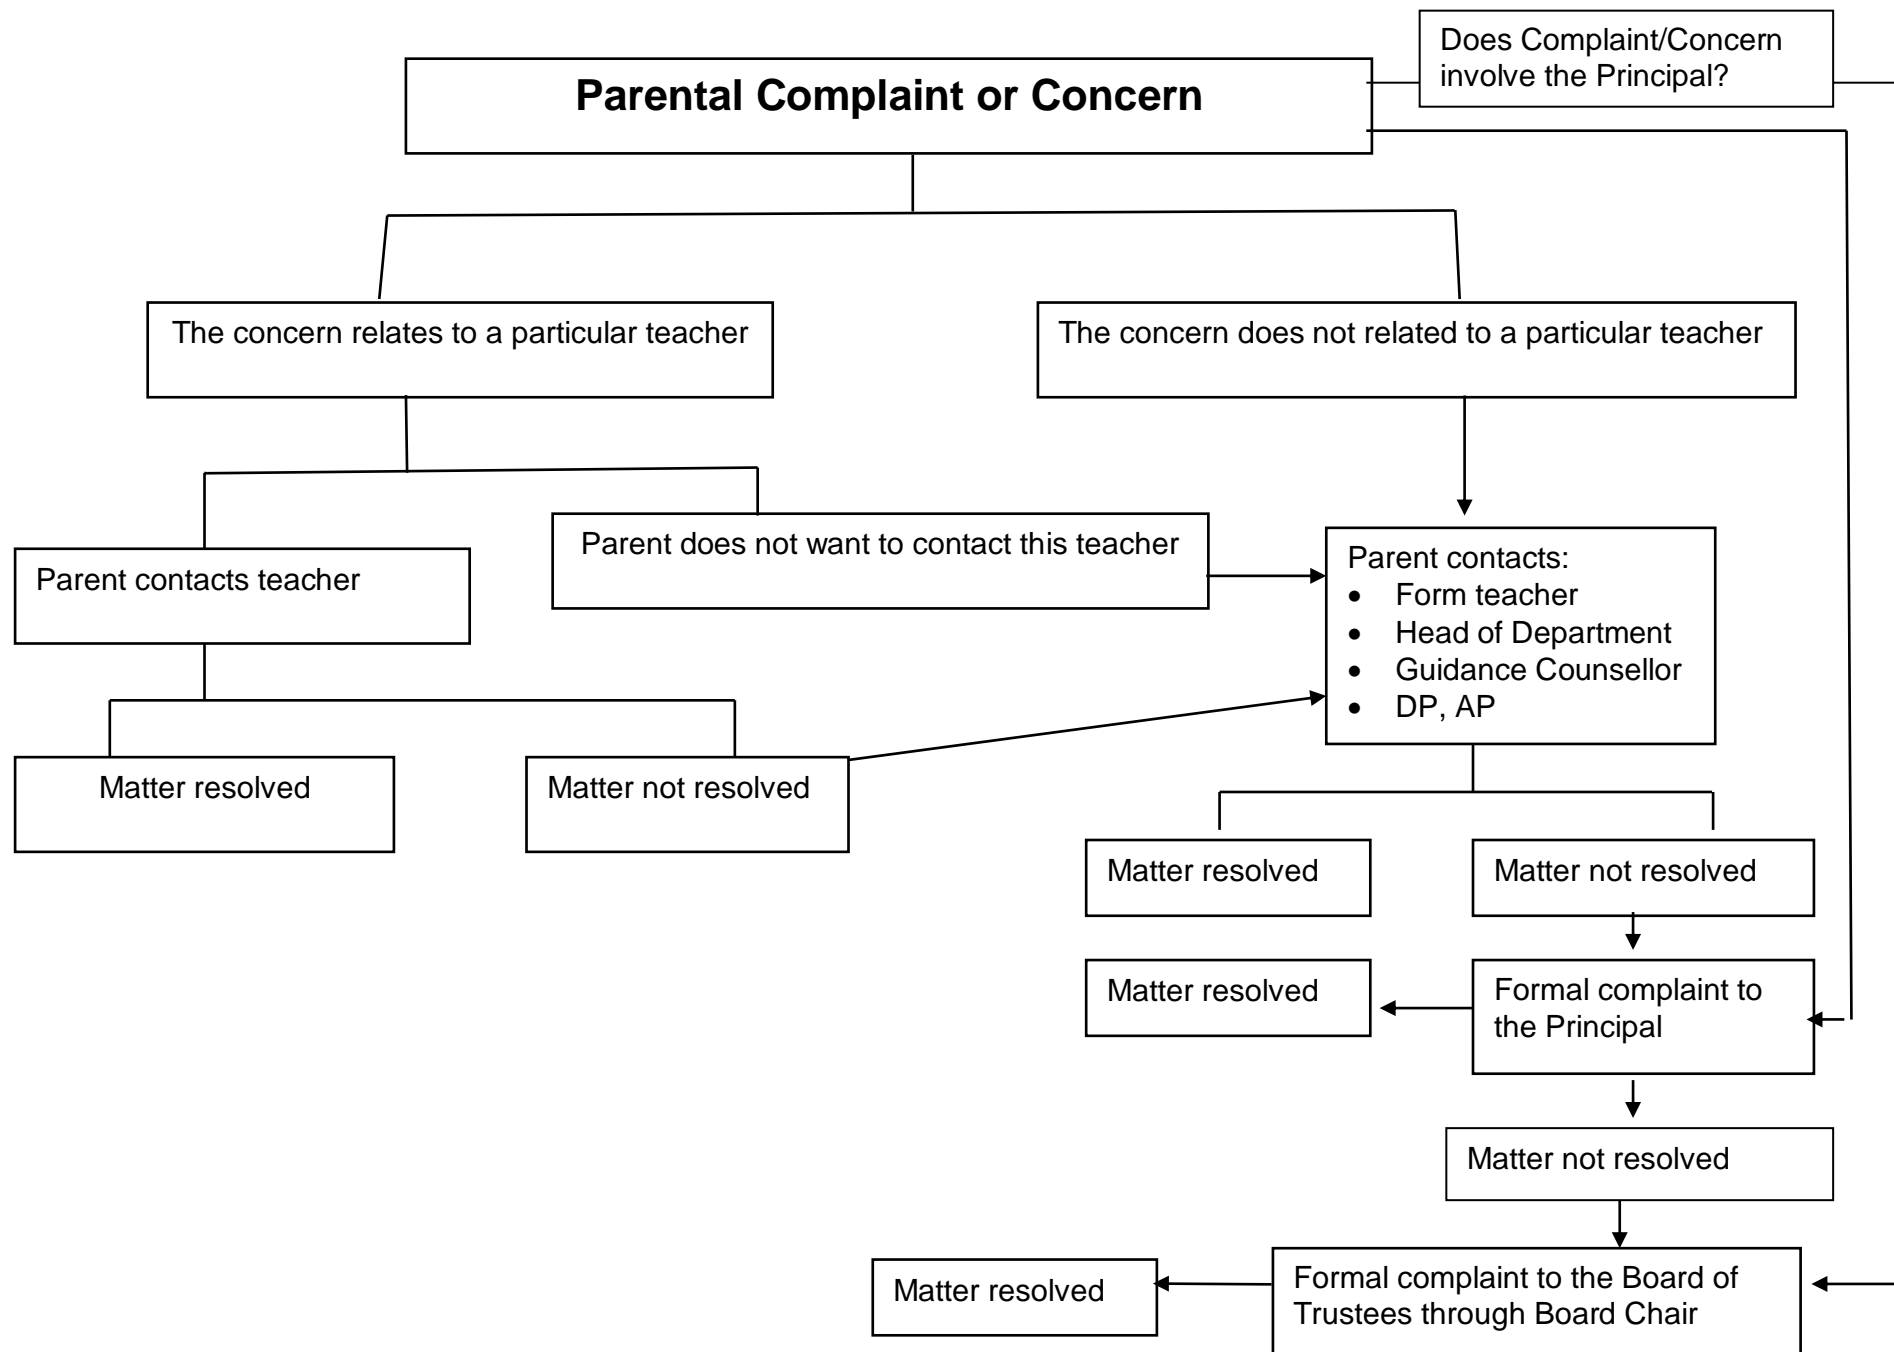 Does Complaint/Concern
involve the Principal?
Parental Complaint or Concern
The concern relates to a particular teacher
The concern does not related to a particular teacher
Parent does not want to contact this teacher
Parent contacts teacher
Parent contacts:
• Form teacher
• Head of Department
• Guidance Counsellor
• DP, AP
Matter resolved
Matter not resolved
Matter resolved
Matter not resolved
Matter resolved
Formal complaint to
the Principal
Matter not resolved
Matter resolved
Formal complaint to the Board of
Trustees through Board Chair